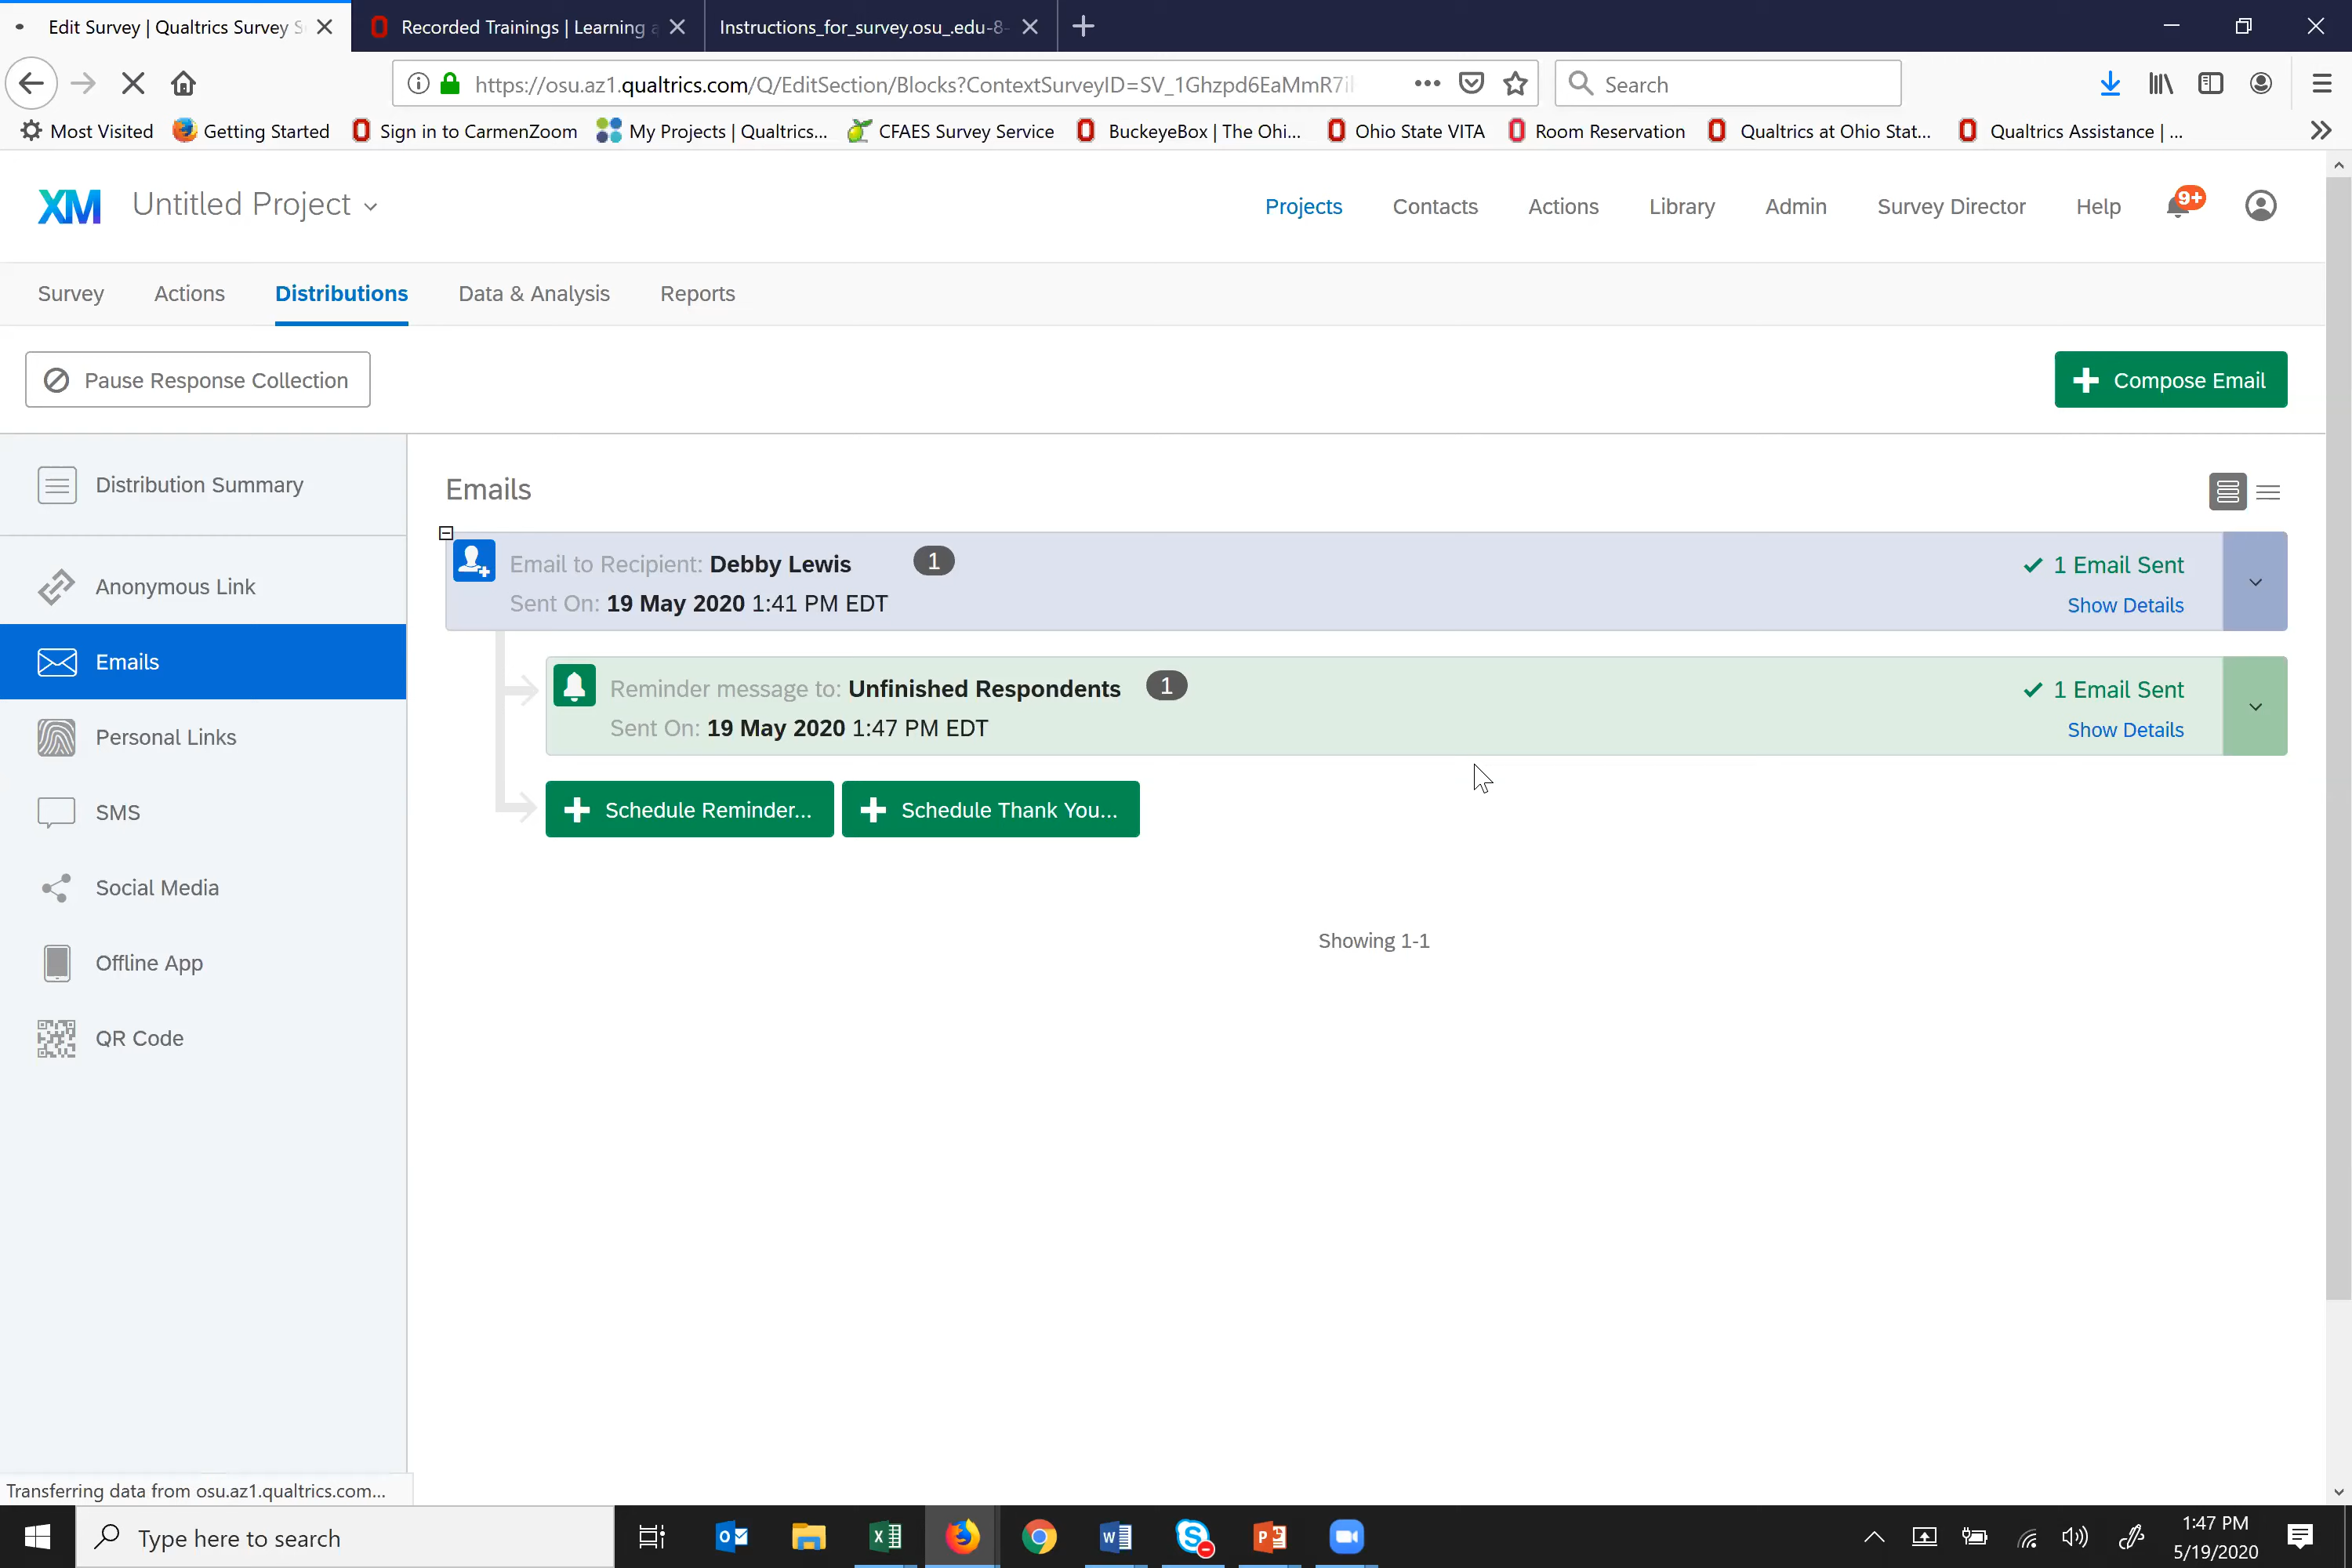 Edit Survey | Qualtrics Survey S
Recorded Trainings | Learning a
Instructions_for_survey.osu_.edu-8-
https://osu.az1.qualtrics.com/Q/EditSection/Blocks?ContextSurveyID=SV_1Ghzpd6EaMmR7il
Search
Most Visited
Getting Started
Sign in to CarmenZoom
My Projects | Qualtrics...
CFAES Survey Service
BuckeyeBox | The Ohi...
Ohio State VITA
Room Reservation
Qualtrics at Ohio Stat...
Qualtrics Assistance | ...
XM
Untitled Project
Projects
Contacts
Actions
Library
Admin
Survey Director
Help
9+
Survey
Actions
Distributions
Data & Analysis
Reports
Pause Response Collection
Compose Email
Distribution Summary
Anonymous Link
Emails
Personal Links
SMS
Social Media
Offline App
QR Code
Emails
Email to Recipient: Debby Lewis 1
Sent On: 19 May 2020 1:41 PM EDT
1 Email Sent
Show Details
Reminder message to: Unfinished Respondents 1
Sent On: 19 May 2020 1:47 PM EDT
1 Email Sent
Show Details
Schedule Reminder...
Schedule Thank You...
Showing 1-1
Transferring data from osu.az1.qualtrics.com...
Type here to search
1:47 PM
5/19/2020